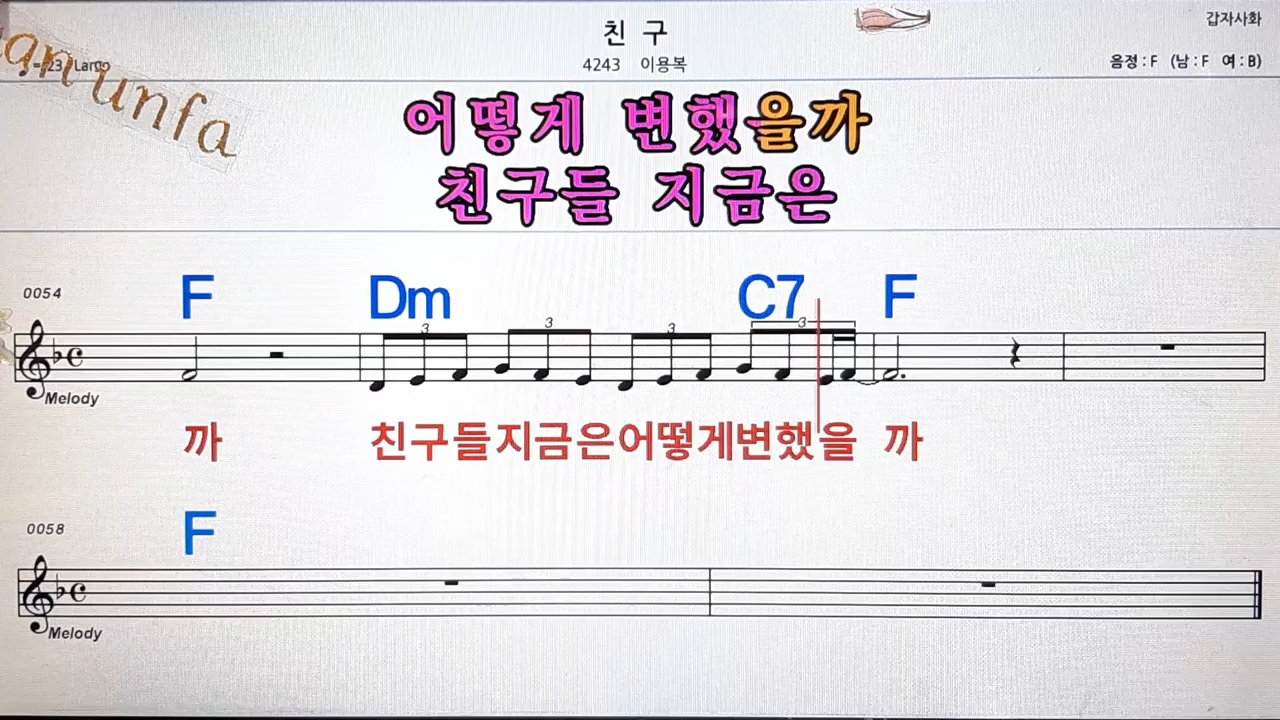 친 구
갑자사화
4243 이용복
음정 : F (남 : F 여 : B)
unfa
어떻게 변했을까
친구들 지금은
0054
F Dm C7 F
3 3 3 3
Melody
까 친구들지금은어떻게변했을 까
0058
F
Melody